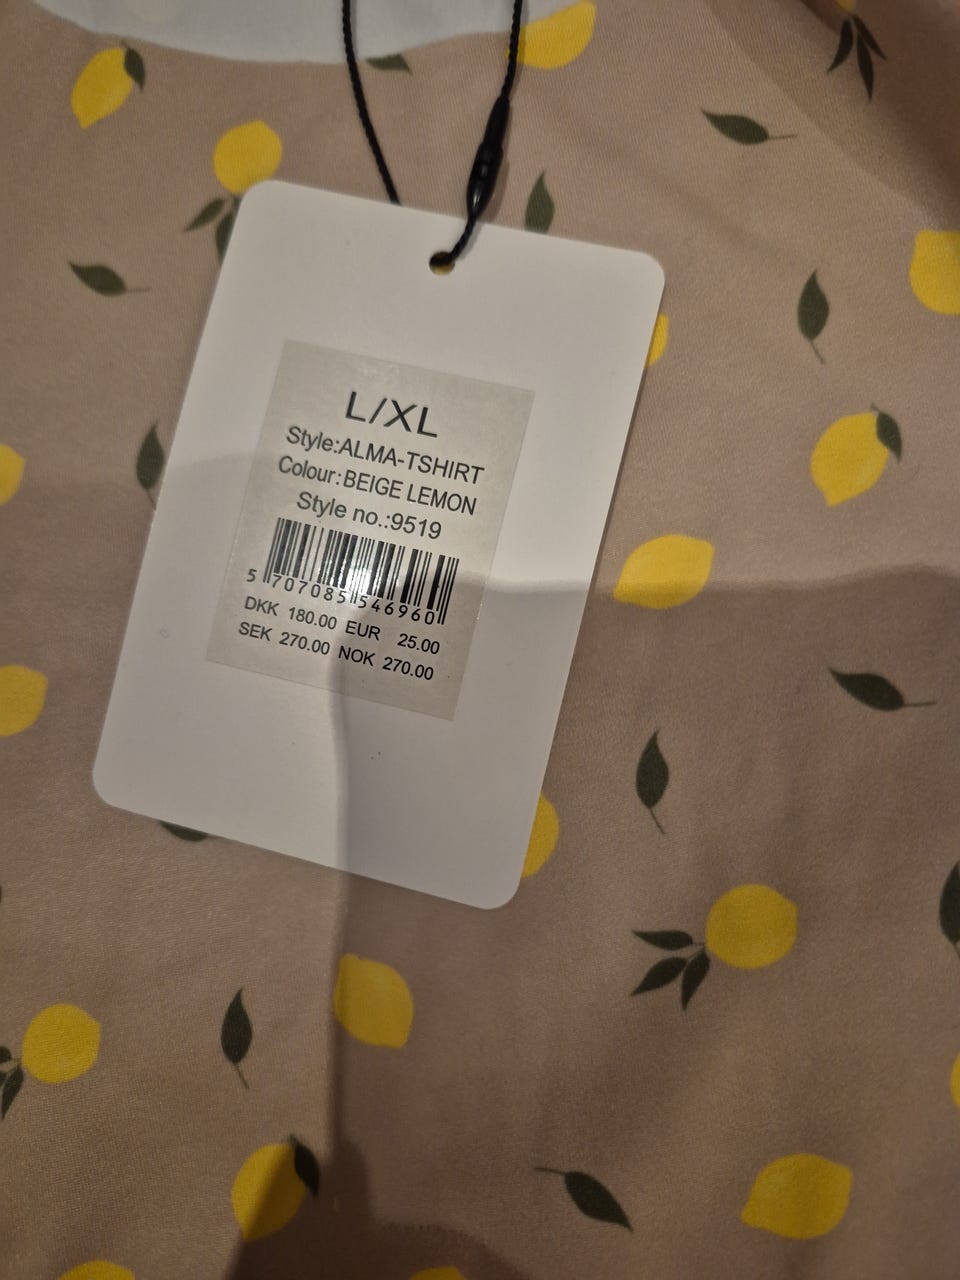 L/XL
Style:ALMA-TSHIRT
Colour:BEIGE LEMON
Style no.:9519
5 707085 546960
DKK 180.00 EUR 25.00
SEK 270.00 NOK 270.00